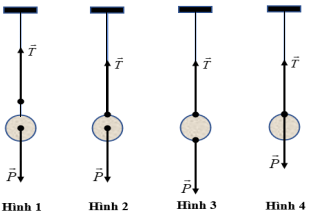 T⃗ T⃗ T⃗ T⃗
P⃗ P⃗ P⃗ P⃗
Hình 1 Hình 2 Hình 3 Hình 4